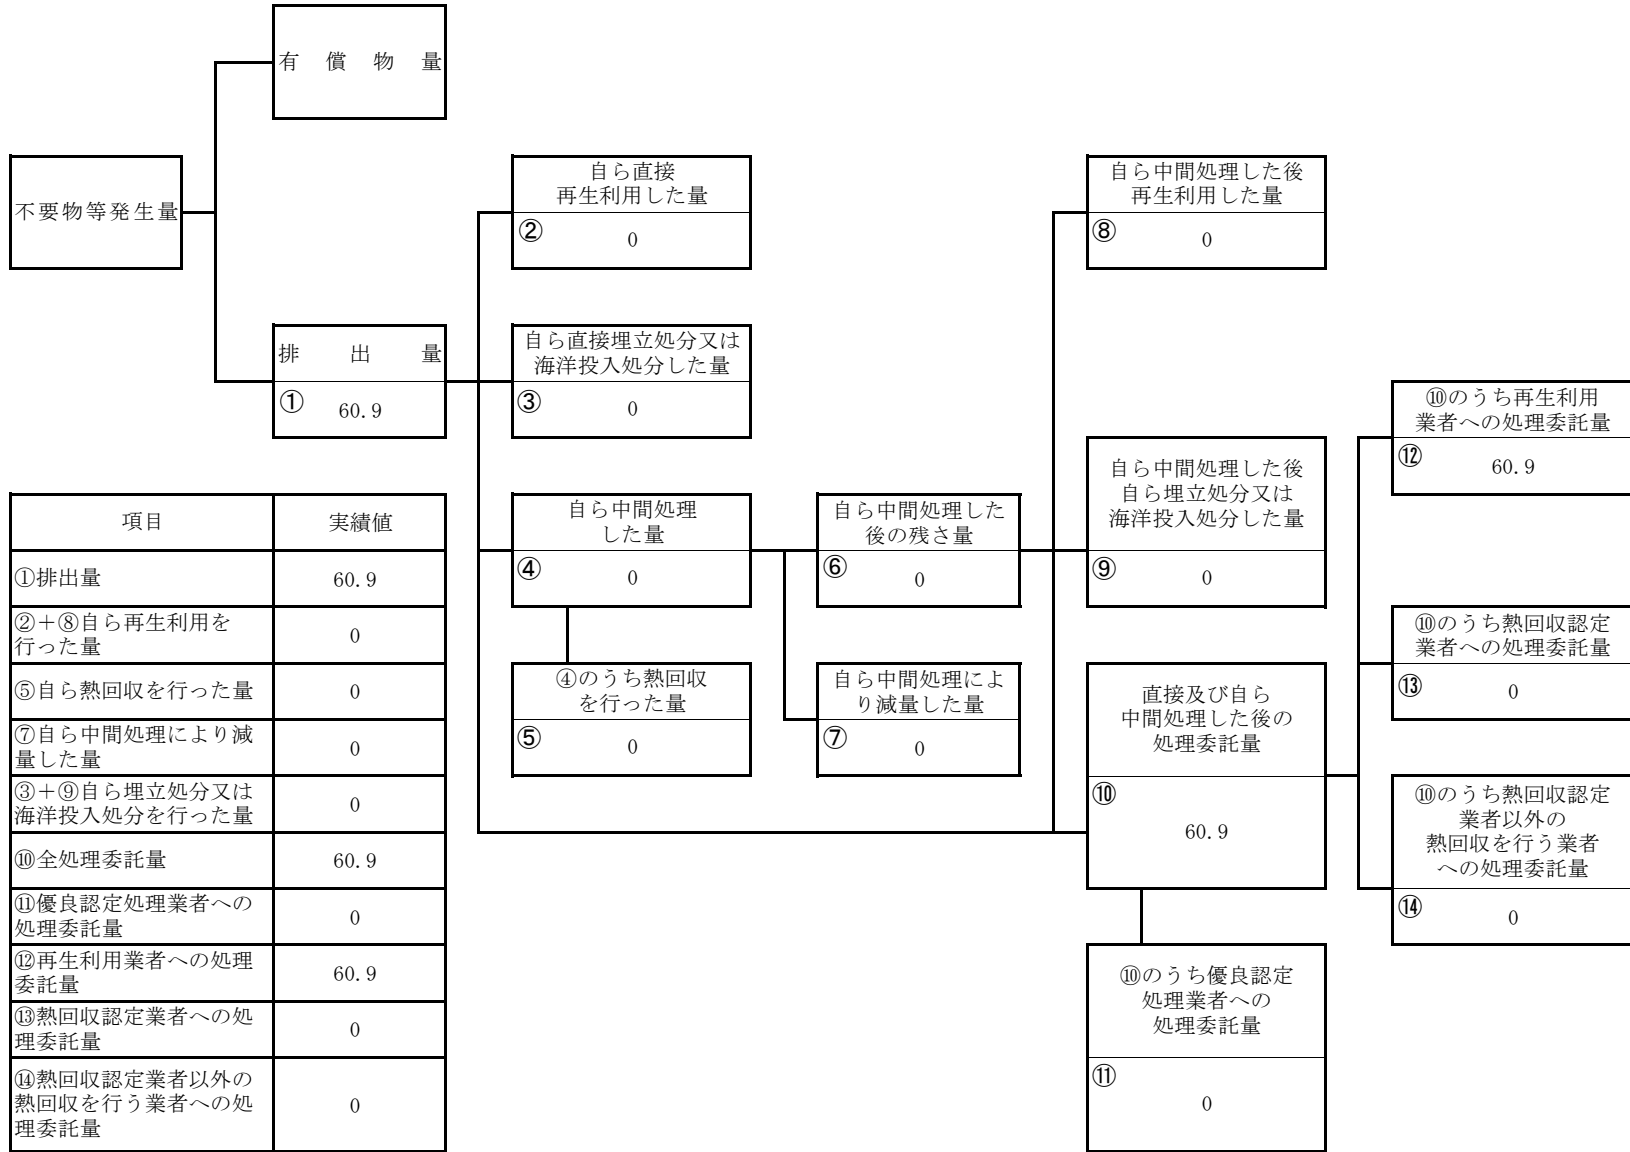 有償物量
不要物等発生量
自ら直接
再生利用した量
② 0
自ら中間処理した後
再生利用した量
⑧ 0
排出量
① 60.9
自ら直接埋立処分又は
海洋投入処分した量
③ 0
⑩のうち再生利用
業者への処理委託量
⑫ 60.9
自ら中間処理
した量
④ 0
自ら中間処理した
後の残さ量
⑥ 0
自ら中間処理した後
自ら埋立処分又は
海洋投入処分した量
⑨ 0
④のうち熱回収
を行った量
⑤ 0
自ら中間処理によ
り減量した量
⑦ 0
直接及び自ら
中間処理した後の
処理委託量
⑩
60.9
⑩のうち熱回収認定
業者への処理委託量
⑬ 0
⑩のうち熱回収認定
業者以外の
熱回収を行う業者
への処理委託量
⑭ 0
⑩のうち優良認定
処理業者への
処理委託量
⑪
0
項目 実績値
①排出量 60.9
②＋⑧自ら再生利用を
行った量 0
⑤自ら熱回収を行った量 0
⑦自ら中間処理により減
量した量 0
③＋⑨自ら埋立処分又は
海洋投入処分を行った量 0
⑩全処理委託量 60.9
⑪優良認定処理業者への
処理委託量 0
⑫再生利用業者への処理
委託量 60.9
⑬熱回収認定業者への処
理委託量 0
⑭熱回収認定業者以外の
熱回収を行う業者への処
理委託量 0